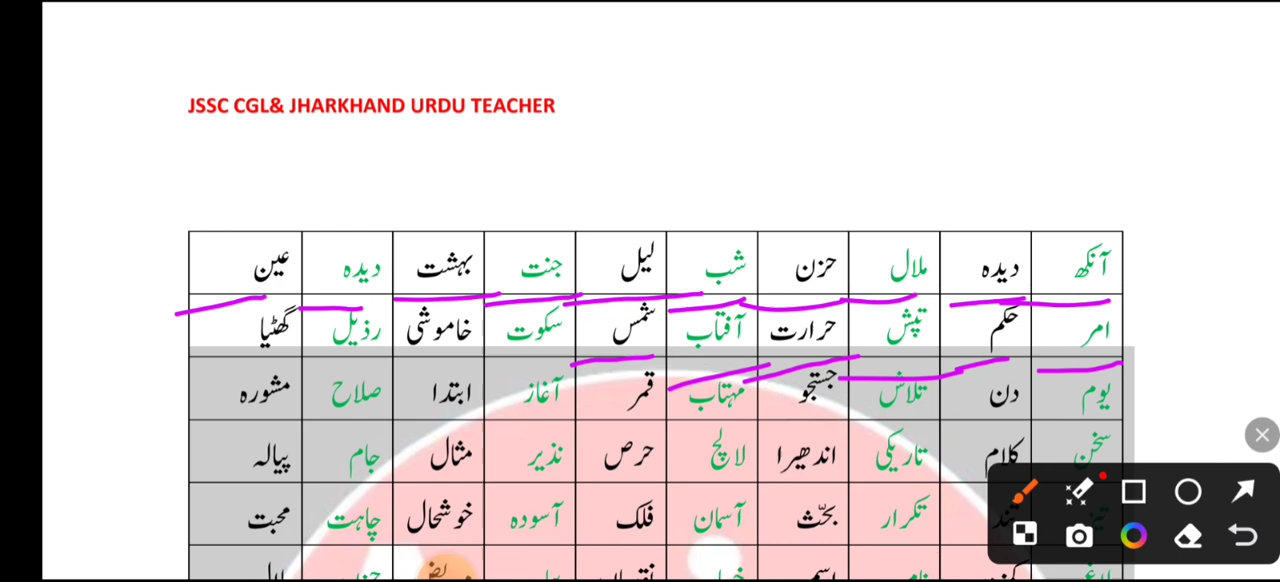 JSSC CGL& JHARKHAND URDU TEACHER
آنکھ دیدہ ملال حزن شب لیل جنت بہشت دیدہ عین
امر حکم تپش حرارت آفتاب شمس سکوت خاموشی رذیل گھٹیا
یوم دن تلاش جستجو مہتاب قمر آغاز ابتدا صلاح مشورہ
سخن کلام تاریکی اندھیرا لالچ حرص نذیر مثال جام پیالہ
تکرار بحث آسمان فلک آسودہ خوشحال چاہت محبت